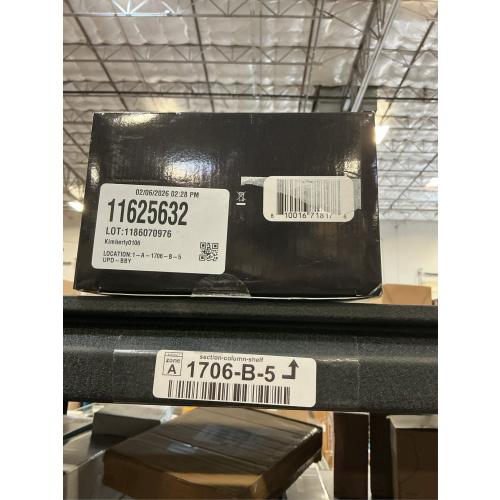 02/06/2026 02:28 PM
11625632
LOT:1186070976
Kimberly0106
LOCATION:1-A-1706-B-5
UPD-BBY
section-column-shelf
zone
A
1706-B-5